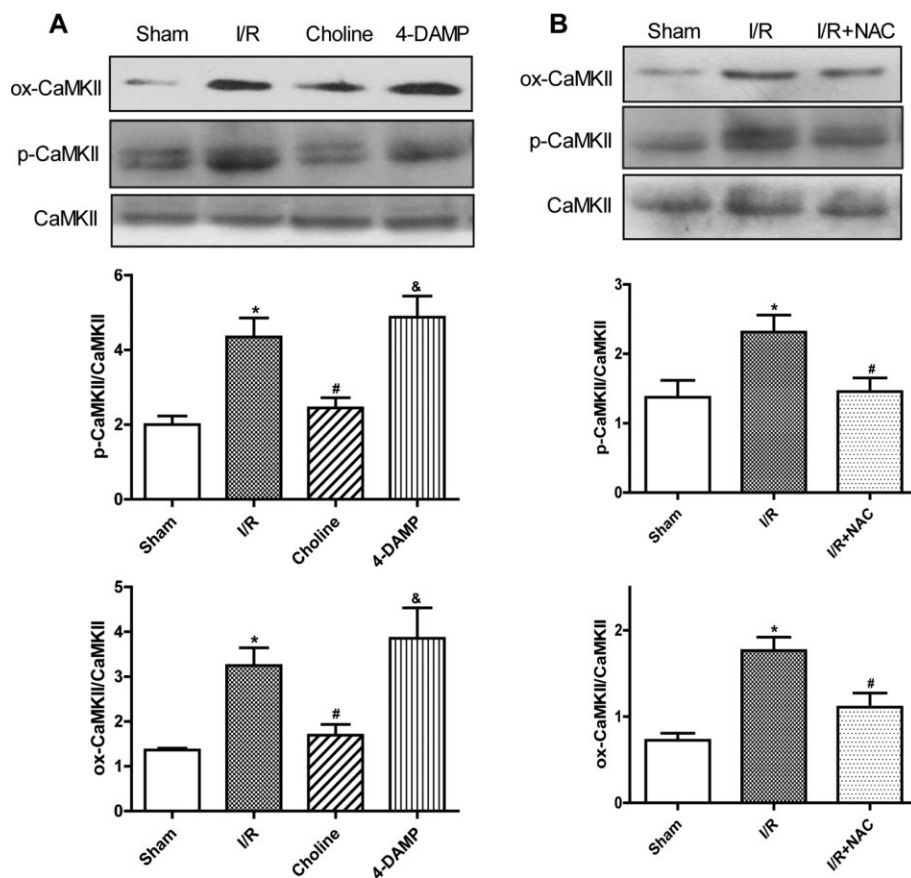 A
Sham I/R Choline 4-DAMP
ox-CaMKII
p-CaMKII
CaMKII
p-CaMKII/CaMKII
6
4
2
0
*
#
&
Sham I/R Choline 4-DAMP
ox-CaMKII/CaMKII
5
4
3
2
1
0
*
#
&
Sham I/R Choline 4-DAMP
B
Sham I/R I/R+NAC
ox-CaMKII
p-CaMKII
CaMKII
p-CaMKII/CaMKII
3
2
1
0
*
#
Sham I/R I/R+NAC
ox-CaMKII/CaMKII
2
1
0
*
#
Sham I/R I/R+NAC